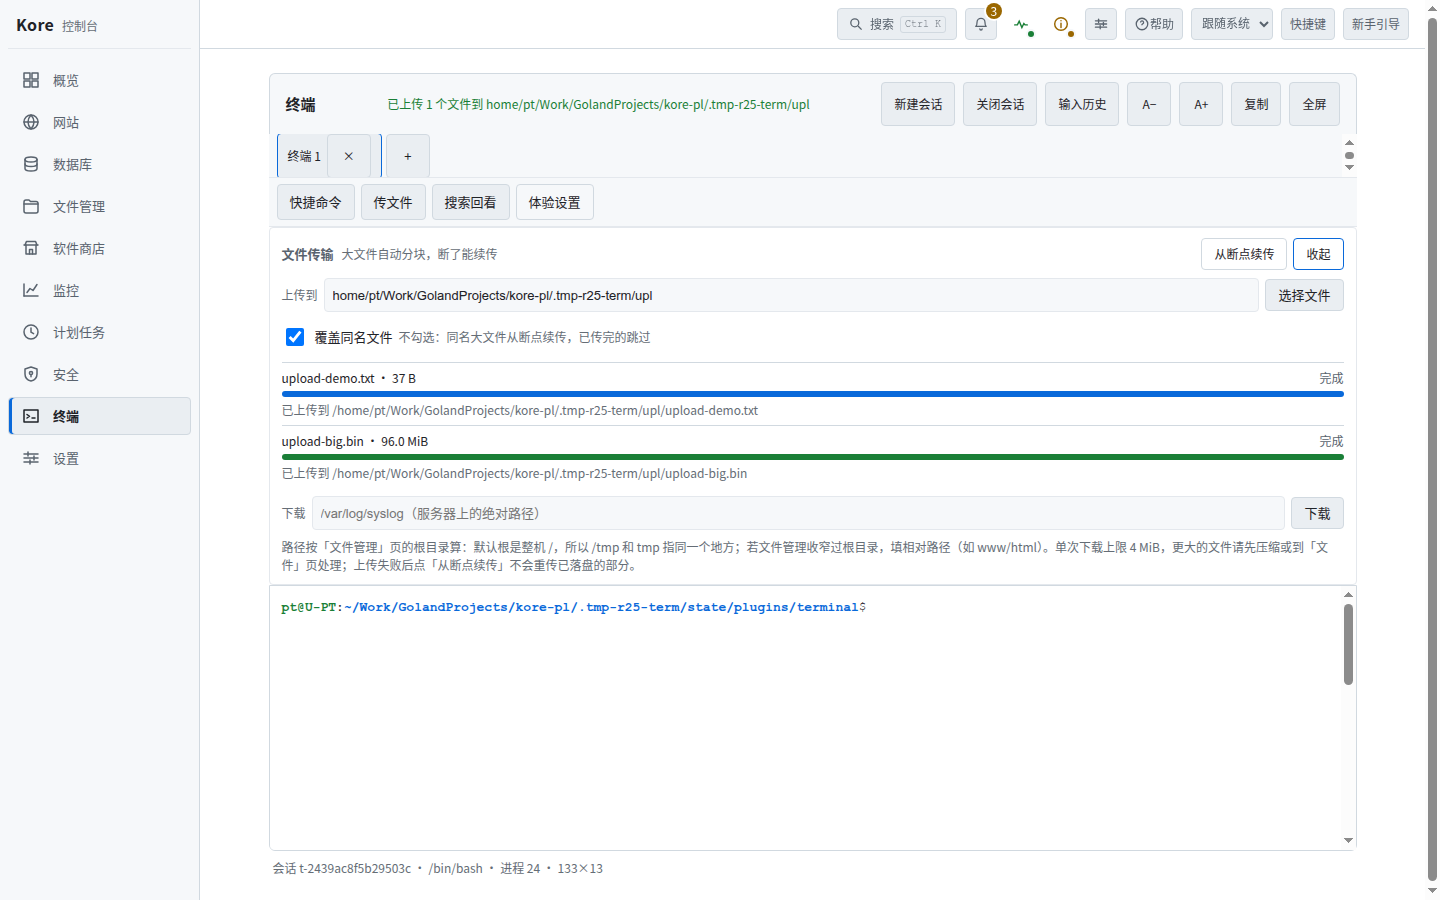 Kore 控制台
搜索 Ctrl K
3
帮助
跟随系统
快捷键
新手引导
概览
网站
数据库
文件管理
软件商店
监控
计划任务
安全
终端
设置
终端
已上传 1 个文件到 home/pt/Work/GolandProjects/kore-pl/.tmp-r25-term/upl
新建会话
关闭会话
输入历史
A−
A+
复制
全屏
终端 1 ×
+
快捷命令
传文件
搜索回看
体验设置
文件传输 大文件自动分块，断了能续传
从断点续传
收起
上传到 home/pt/Work/GolandProjects/kore-pl/.tmp-r25-term/upl
选择文件
覆盖同名文件 不勾选：同名大文件从断点续传，已传完的跳过
upload-demo.txt · 37 B 完成
已上传到 /home/pt/Work/GolandProjects/kore-pl/.tmp-r25-term/upl/upload-demo.txt
upload-big.bin · 96.0 MiB 完成
已上传到 /home/pt/Work/GolandProjects/kore-pl/.tmp-r25-term/upl/upload-big.bin
下载 /var/log/syslog（服务器上的绝对路径）
下载
路径按「文件管理」页的根目录算：默认根是整机 /，所以 /tmp 和 tmp 指同一个地方；若文件管理收窄过根目录，填相对路径（如 www/html）。单次下载上限 4 MiB，更大的文件请先压缩或到「文
件」页处理；上传失败后点「从断点续传」不会重传已落盘的部分。
pt@U-PT:~/Work/GolandProjects/kore-pl/.tmp-r25-term/state/plugins/terminal$
会话 t-2439ac8f5b29503c · /bin/bash · 进程 24 · 133×13